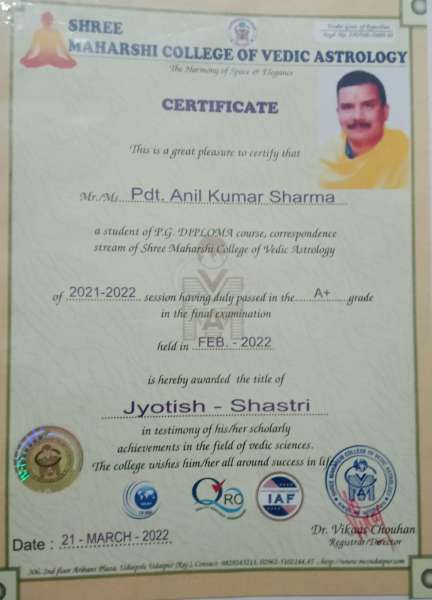 SHREE
MAHARSHI COLLEGE OF VEDIC ASTROLOGY
The Harmony of Space & Elegance
CERTIFICATE
This is a great pleasure to certify that
Mr./Ms. Pdt. Anil Kumar Sharma
a student of P.G. DIPLOMA course, correspondence
stream of Shree Maharshi College of Vedic Astrology
of 2021-2022 session having duly passed in the A+ grade
in the final examination
held in FEB. - 2022
is hereby awarded the title of
Jyotish - Shastri
in testimony of his/her scholarly
achievements in the field of vedic sciences.
The college wishes him/her all around success in life.
QRO
IAF
Dr. Vikas Chouhan
Registrar/Director
Date : 21 - MARCH - 2022